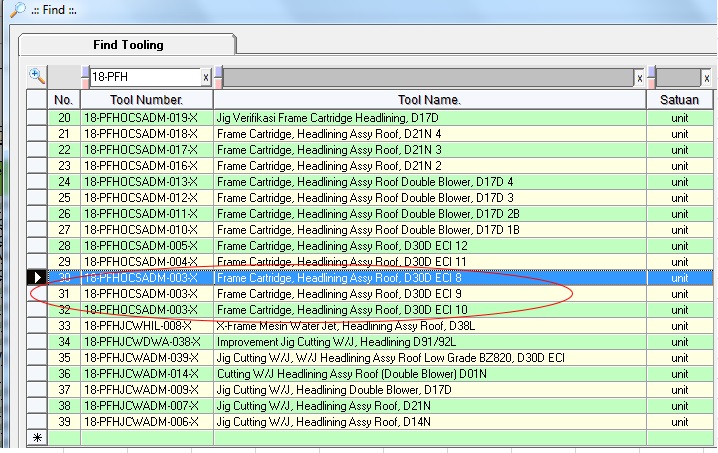 .:: Find ::.
Find Tooling
18-PFH x x x
No. Tool Number. Tool Name. Satuan
20 18-PFHOCSADM-019-X Jig Verifikasi Frame Cartridge Headlining, D17D unit
21 18-PFHOCSADM-018-X Frame Cartridge, Headlining Assy Roof, D21N 4 unit
22 18-PFHOCSADM-017-X Frame Cartridge, Headlining Assy Roof, D21N 3 unit
23 18-PFHOCSADM-016-X Frame Cartridge, Headlining Assy Roof, D21N 2 unit
24 18-PFHOCSADM-013-X Frame Cartridge, Headlining Assy Roof Double Blower, D17D 4 unit
25 18-PFHOCSADM-012-X Frame Cartridge, Headlining Assy Roof Double Blower, D17D 3 unit
26 18-PFHOCSADM-011-X Frame Cartridge, Headlining Assy Roof Double Blower, D17D 2B unit
27 18-PFHOCSADM-010-X Frame Cartridge, Headlining Assy Roof Double Blower, D17D 1B unit
28 18-PFHOCSADM-005-X Frame Cartridge, Headlining Assy Roof, D30D ECI 12 unit
29 18-PFHOCSADM-004-X Frame Cartridge, Headlining Assy Roof, D30D ECI 11 unit
30 18-PFHOCSADM-003-X Frame Cartridge, Headlining Assy Roof, D30D ECI 8 unit
31 18-PFHOCSADM-003-X Frame Cartridge, Headlining Assy Roof, D30D ECI 9 unit
32 18-PFHOCSADM-003-X Frame Cartridge, Headlining Assy Roof, D30D ECI 10 unit
33 18-PFHJCWHIL-008-X X-Frame Mesin Water Jet, Headlining Assy Roof, D38L unit
34 18-PFHJCWDWA-038-X Improvement Jig Cutting W/J, Headlining D91/92L unit
35 18-PFHJCWADM-039-X Jig Cutting W/J, W/J Headlining Assy Roof Low Grade BZ820, D30D ECI unit
36 18-PFHJCWADM-014-X Cutting W/J Headlining Assy Roof (Double Blower) D01N unit
37 18-PFHJCWADM-009-X Jig Cutting W/J, Headlining Double Blower, D17D unit
38 18-PFHJCWADM-007-X Jig Cutting W/J, Headlining Assy Roof, D21N unit
39 18-PFHJCWADM-006-X Jig Cutting W/J, Headlining Assy Roof, D14N unit